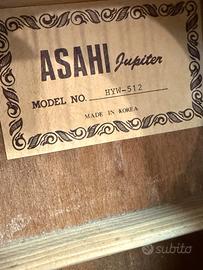 ASAHI Jupiter
MODEL NO. HYW-512
MADE IN KOREA
subito